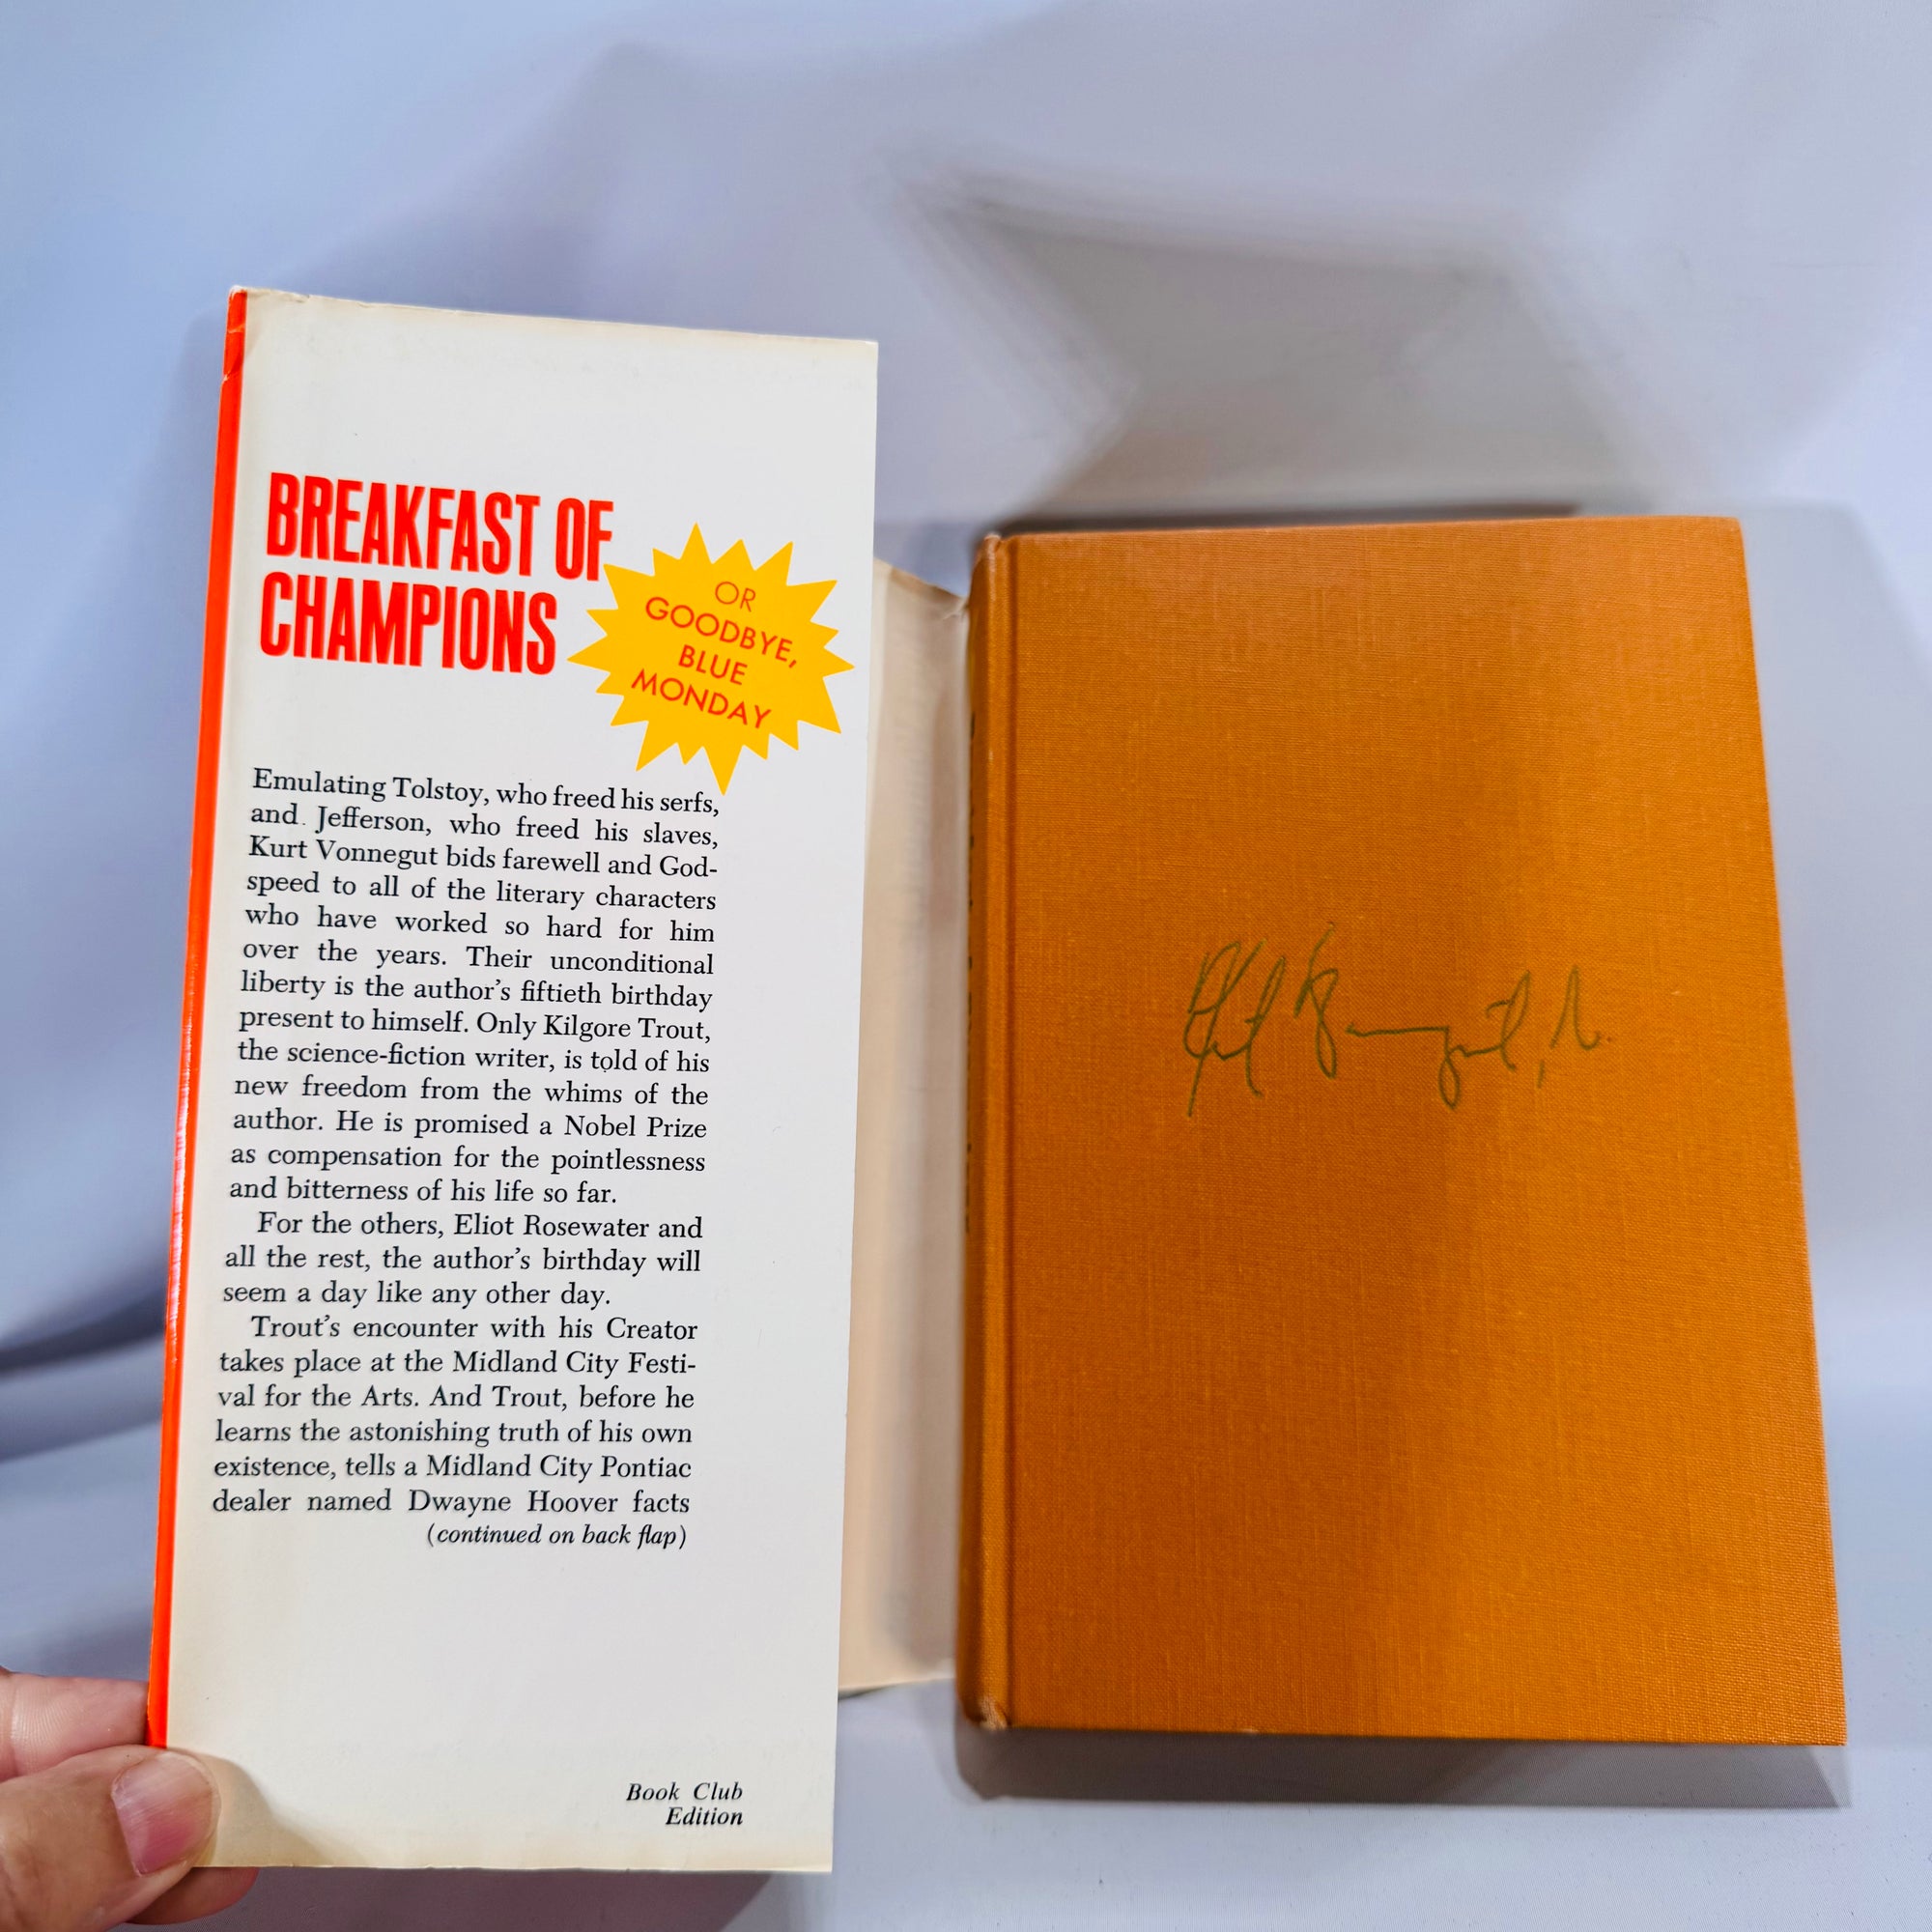 BREAKFAST OF
CHAMPIONS
OR
GOODBYE,
BLUE
MONDAY
Emulating Tolstoy, who freed his serfs,
and Jefferson, who freed his slaves,
Kurt Vonnegut bids farewell and God-
speed to all of the literary characters
who have worked so hard for him
over the years. Their unconditional
liberty is the author's fiftieth birthday
present to himself. Only Kilgore Trout,
the science-fiction writer, is told of his
new freedom from the whims of the
author. He is promised a Nobel Prize
as compensation for the pointlessness
and bitterness of his life so far.
For the others, Eliot Rosewater and
all the rest, the author's birthday will
seem a day like any other day.
Trout's encounter with his Creator
takes place at the Midland City Festi-
val for the Arts. And Trout, before he
learns the astonishing truth of his own
existence, tells a Midland City Pontiac
dealer named Dwayne Hoover facts
(continued on back flap)
Book Club
Edition
Kurt Vonnegut, Jr.